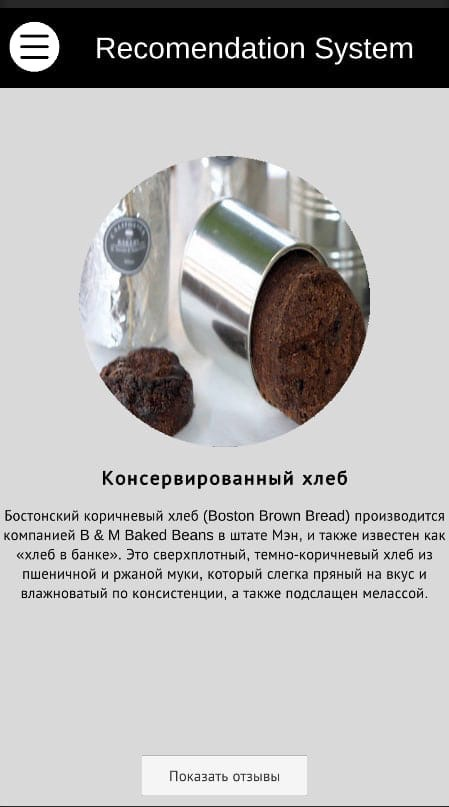 Recomendation System
Консервированный хлеб
Бостонский коричневый хлеб (Boston Brown Bread) производится
компанией B & M Baked Beans в штате Мэн, и также известен как
«хлеб в банке». Это сверхплотный, темно-коричневый хлеб из
пшеничной и ржаной муки, который слегка пряный на вкус и
влажноватый по консистенции, а также подслащен мелассой.
Показать отзывы